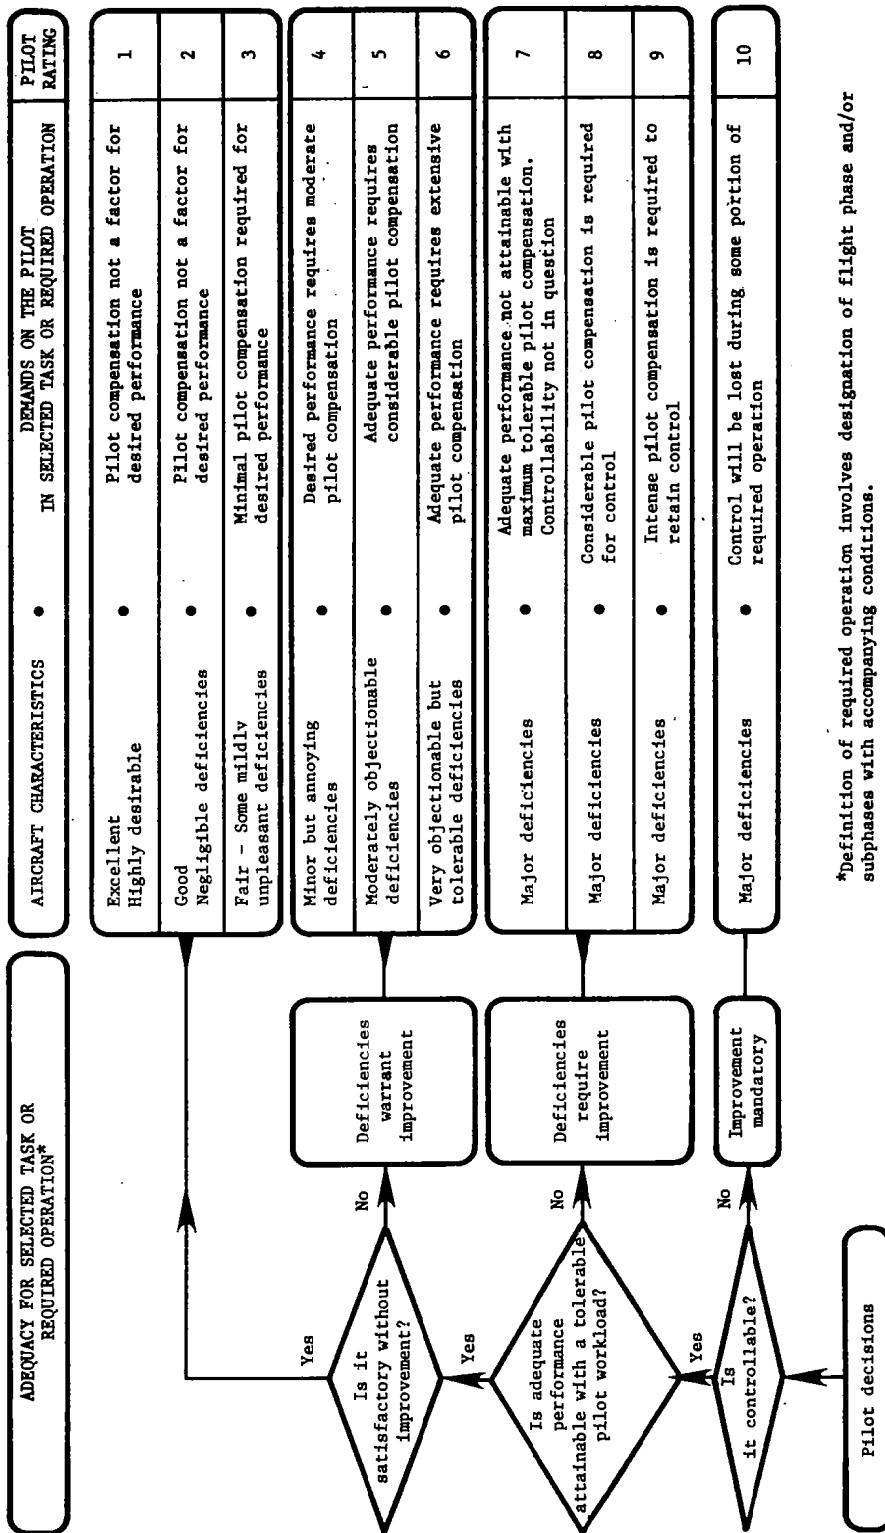 ADEQUACY FOR SELECTED TASK OR
REQUIRED OPERATION*
AIRCRAFT CHARACTERISTICS
DEMANDS ON THE PILOT
IN SELECTED TASK OR REQUIRED OPERATION
PILOT
RATING
Excellent
Highly desirable
Pilot compensation not a factor for
desired performance
1
Good
Negligible deficiencies
Pilot compensation not a factor for
desired performance
2
Fair - Some mildly
unpleasant deficiencies
Minimal pilot compensation required for
desired performance
3
Yes
Is it
satisfactory without
improvement?
No
Deficiencies
warrant
improvement
Minor but annoying
deficiencies
Desired performance requires moderate
pilot compensation
4
Moderately objectionable
deficiencies
Adequate performance requires
considerable pilot compensation
5
Very objectionable but
tolerable deficiencies
Adequate performance requires extensive
pilot compensation
6
Yes
Is adequate
performance
attainable with a tolerable
pilot workload?
No
Deficiencies
require
improvement
Major deficiencies
Adequate performance not attainable with
maximum tolerable pilot compensation.
Controllability not in question
7
Major deficiencies
Considerable pilot compensation is required
for control
8
Major deficiencies
Intense pilot compensation is required to
retain control
9
Yes
Is
it controllable?
No
Improvement
mandatory
Major deficiencies
Control will be lost during some portion of
required operation
10
Pilot decisions
*Definition of required operation involves designation of flight phase and/or
subphases with accompanying conditions.